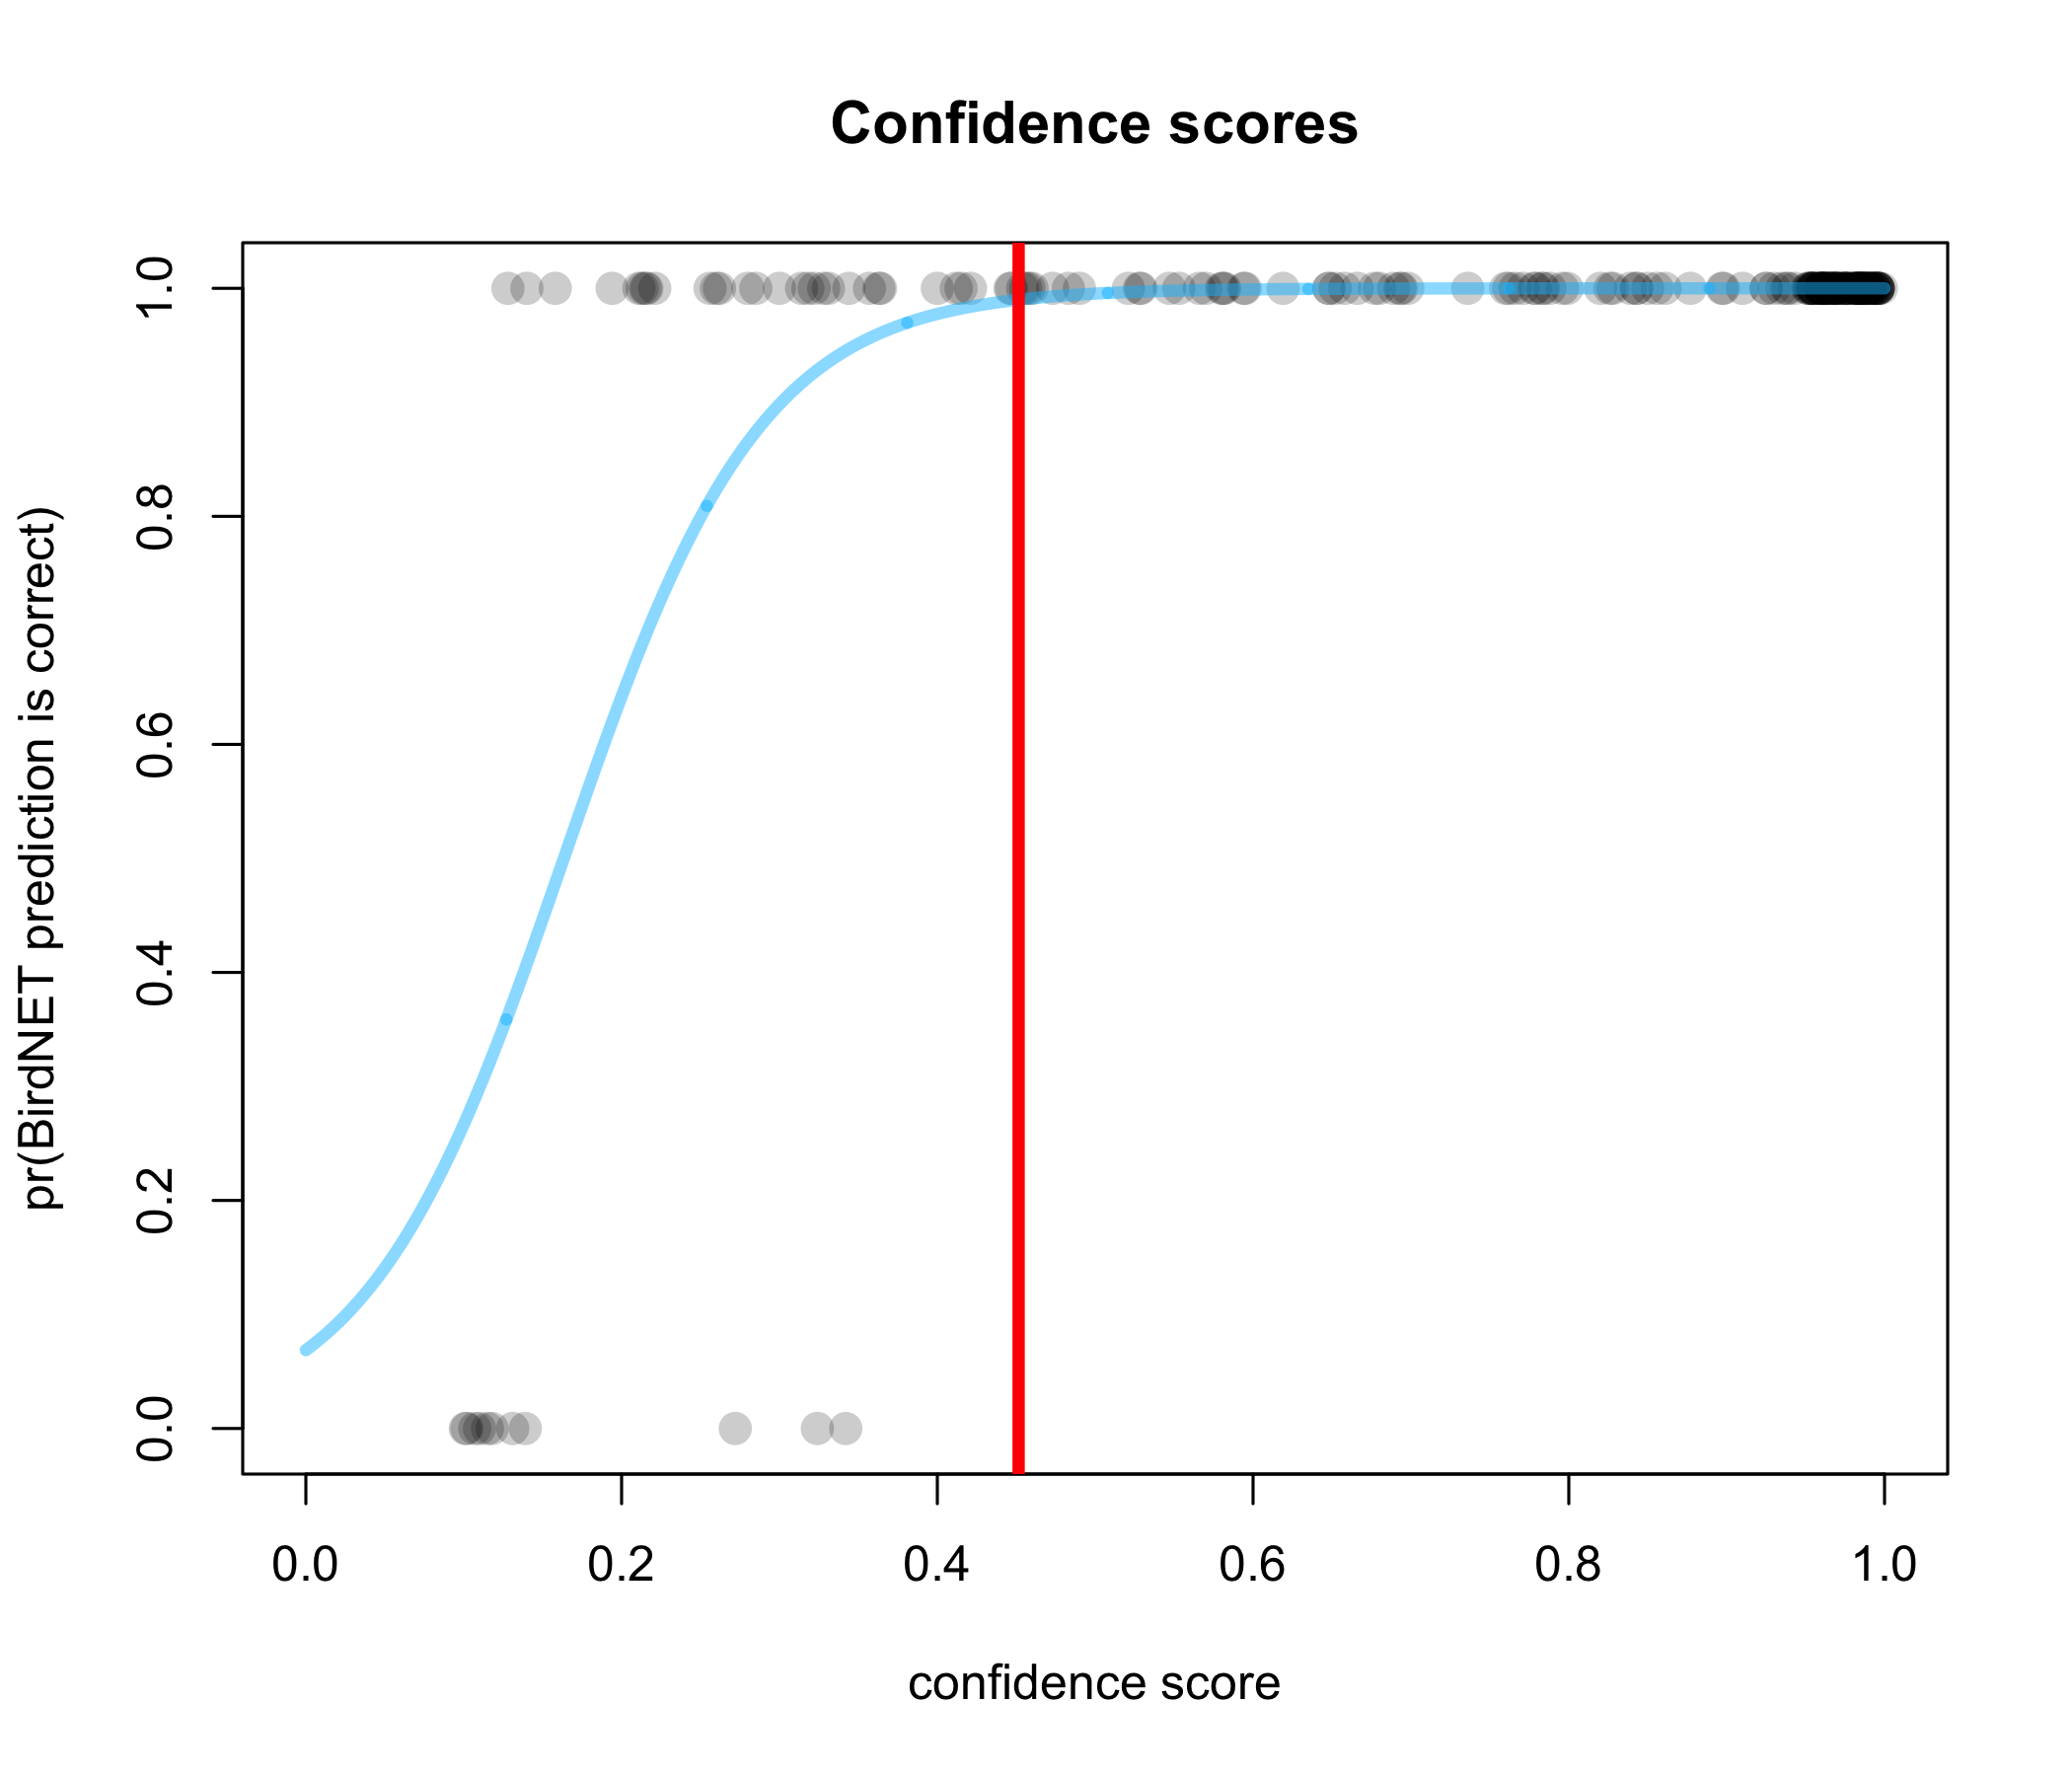 Confidence scores
pr(BirdNET prediction is correct)
1.0
0.8
0.6
0.4
0.2
0.0
0.0 0.2 0.4 0.6 0.8 1.0
confidence score